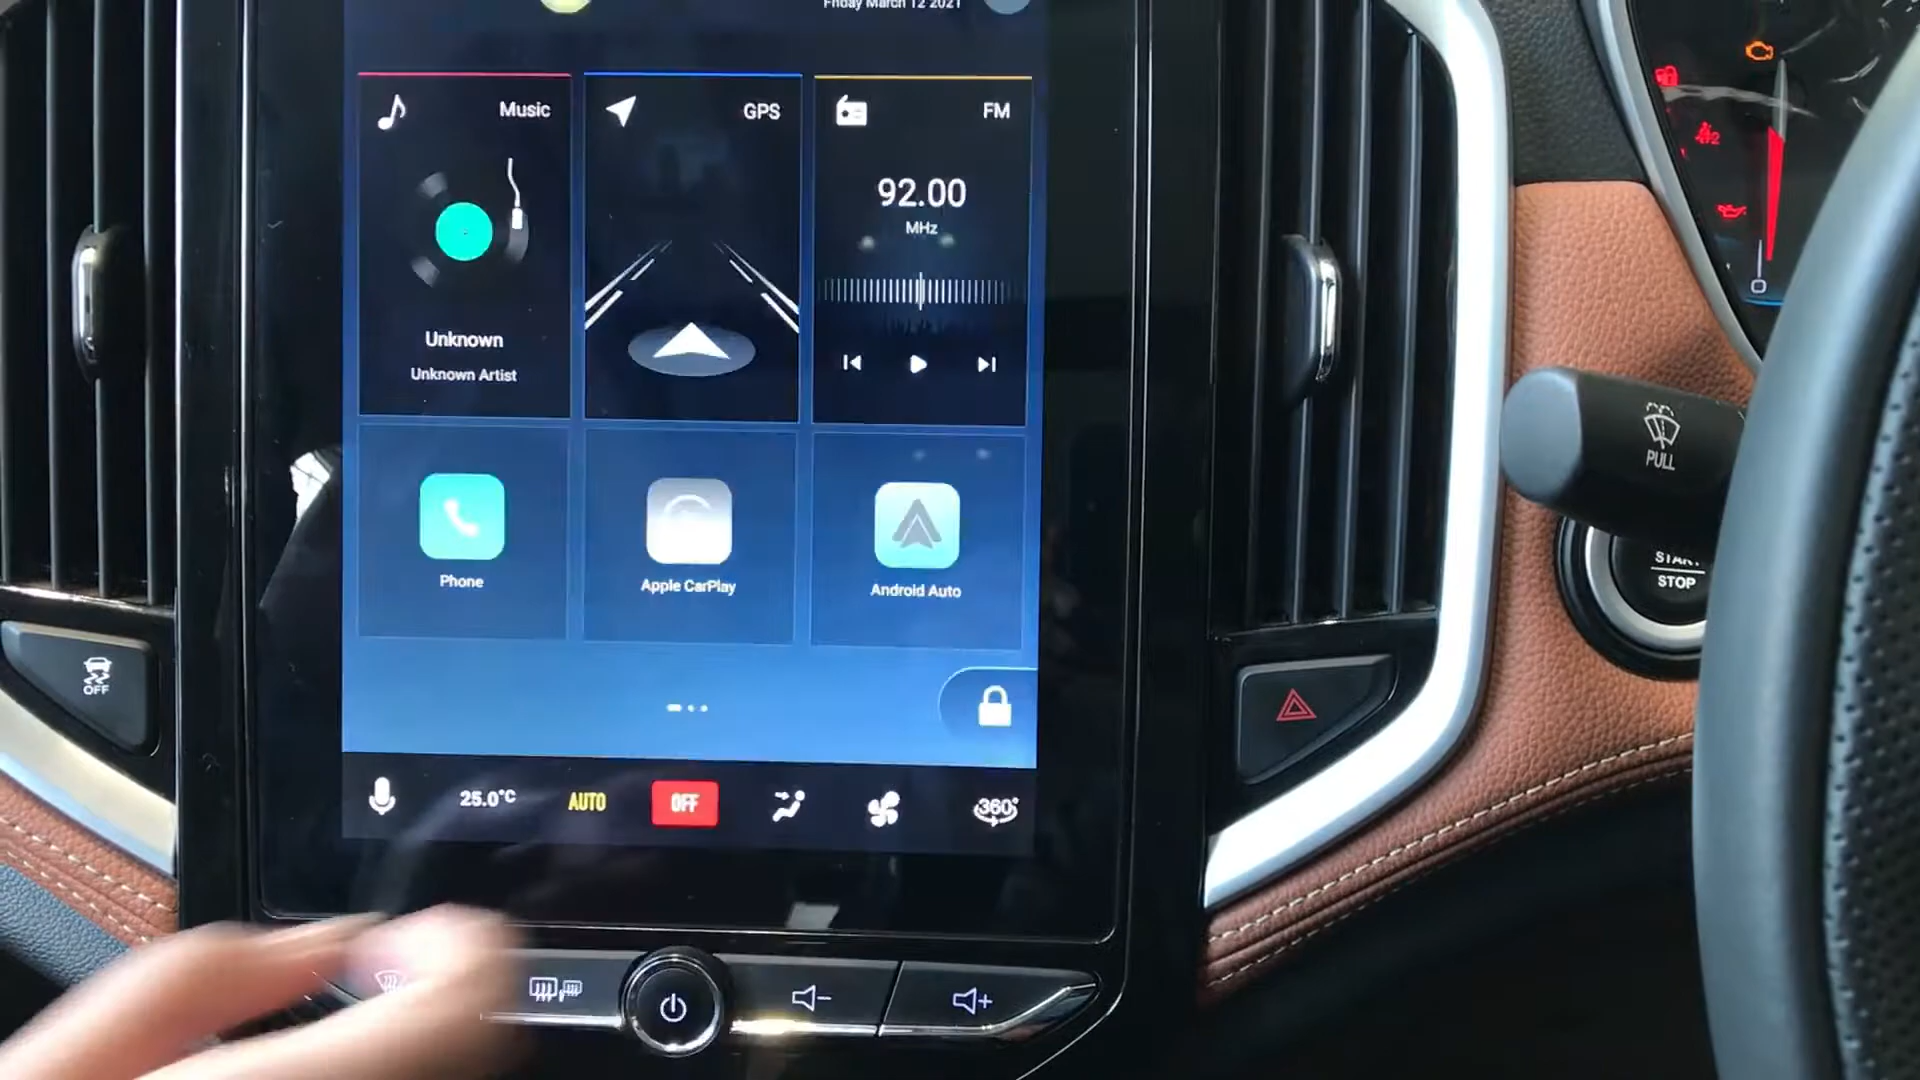 Friday March 12 2021
Music
GPS
FM
92.00
MHz
Unknown
Unknown Artist
Phone
Apple CarPlay
Android Auto
25.0°C
AUTO
OFF
360°
OFF
PULL
START
STOP